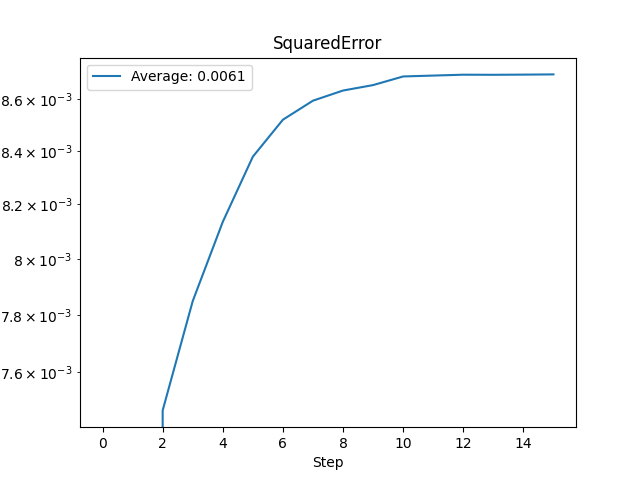 SquaredError
Average: 0.0061
8.6 × 10⁻³
8.4 × 10⁻³
8.2 × 10⁻³
8 × 10⁻³
7.8 × 10⁻³
7.6 × 10⁻³
0 2 4 6 8 10 12 14
Step